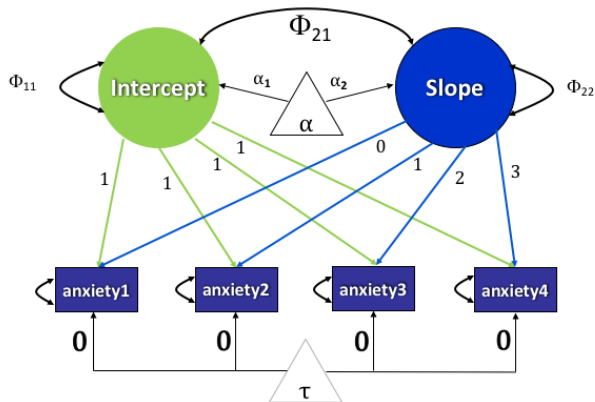 Φ21
Φ11
Intercept
α1
α2
α
Slope
Φ22
1
1
1
1
0
1
2
3
anxiety1
anxiety2
anxiety3
anxiety4
0
0
0
0
τ